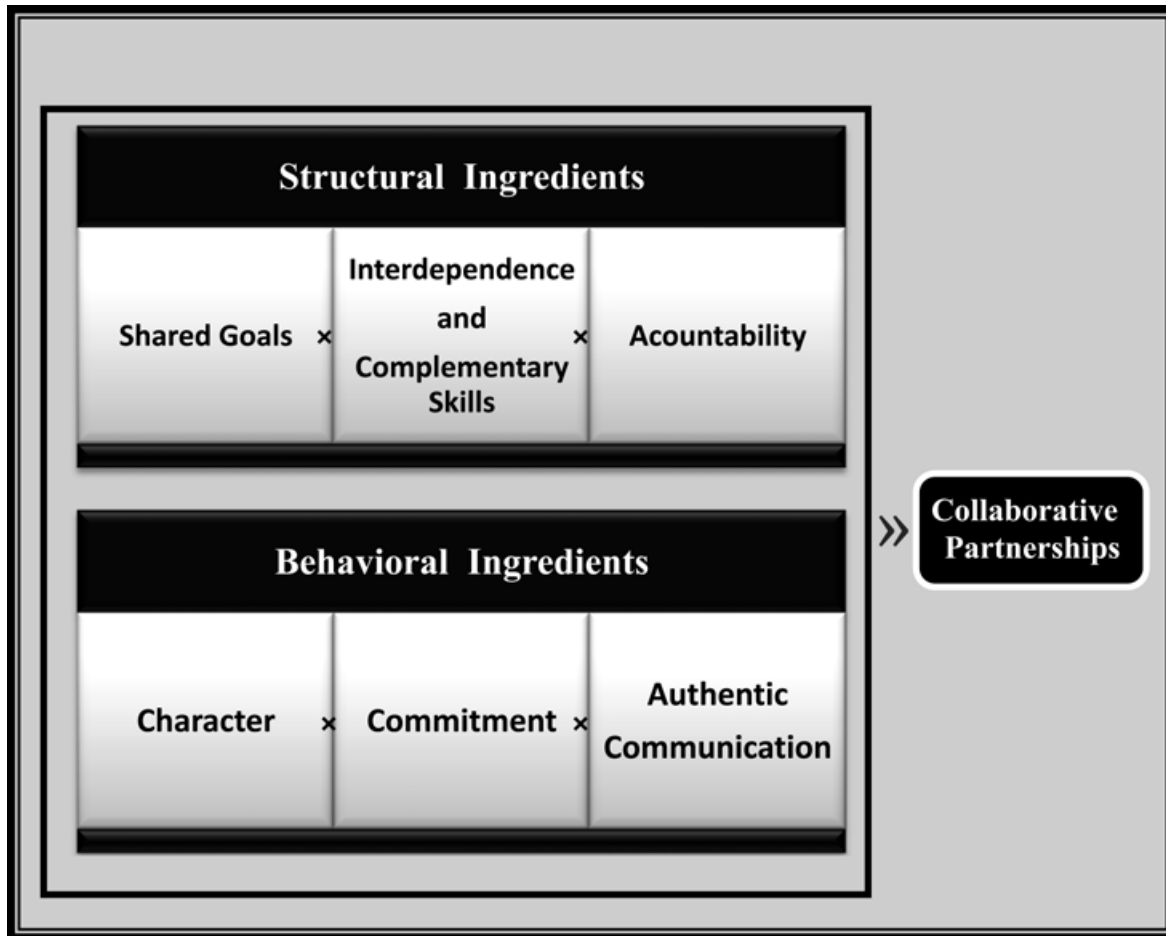 Structural Ingredients
Shared Goals ×
Interdependence
and
Complementary
Skills
×
Acountability
Behavioral Ingredients
Character ×
Commitment ×
Authentic
Communication
»
Collaborative
Partnerships